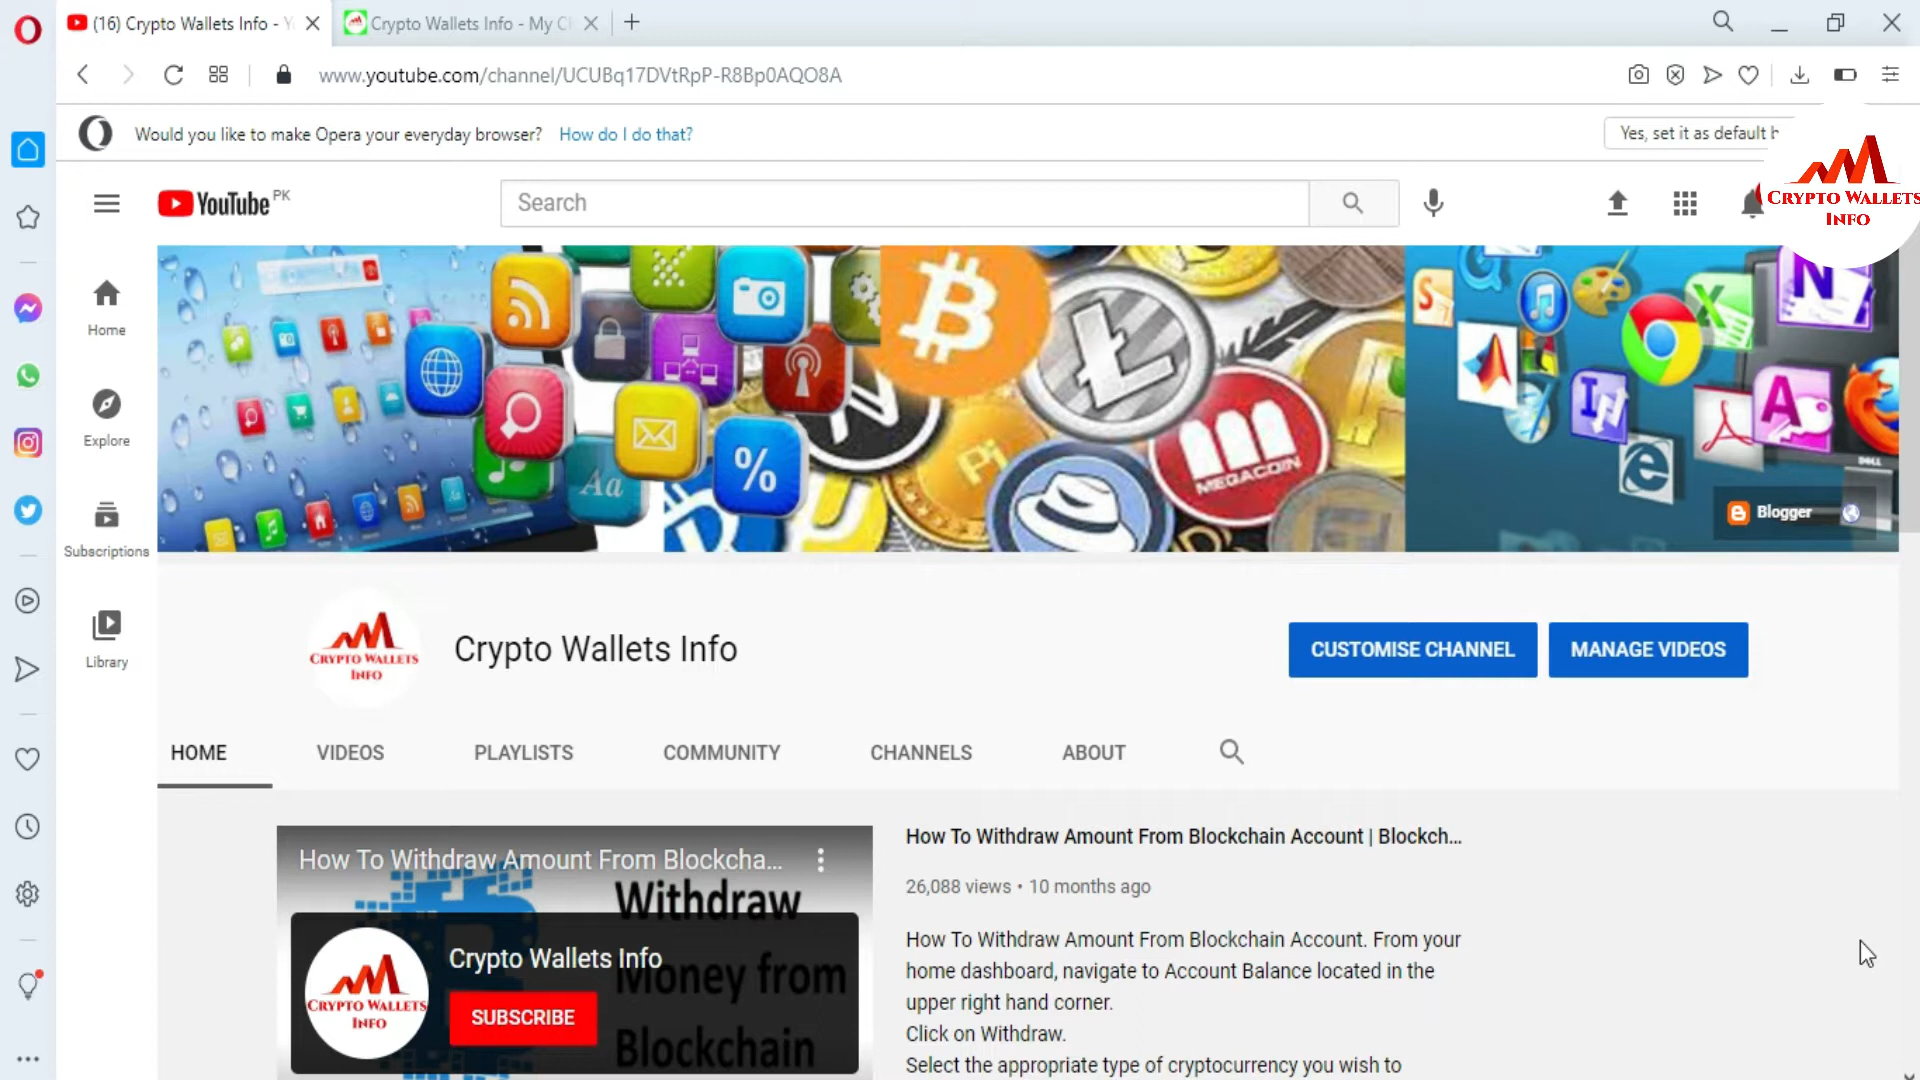 (16) Crypto Wallets Info - Y
Crypto Wallets Info - My C
www.youtube.com/channel/UCUBq17DVtRpP-R8Bp0AQO8A
Would you like to make Opera your everyday browser? How do I do that?
Yes, set it as default b
CRYPTO WALLETS
INFO
YouTube PK
Search
Home
Explore
Subscriptions
Library
Aa
%
MEGACOIN
Pi
DELL
Blogger
CRYPTO WALLETS
INFO
Crypto Wallets Info
CUSTOMISE CHANNEL
MANAGE VIDEOS
HOME
VIDEOS
PLAYLISTS
COMMUNITY
CHANNELS
ABOUT
How To Withdraw Amount From Blockcha...
Withdraw
Money from
Blockchain
CRYPTO WALLETS
INFO
Crypto Wallets Info
SUBSCRIBE
How To Withdraw Amount From Blockchain Account | Blockch...
26,088 views • 10 months ago
How To Withdraw Amount From Blockchain Account. From your
home dashboard, navigate to Account Balance located in the
upper right hand corner.
Click on Withdraw.
Select the appropriate type of cryptocurrency you wish to